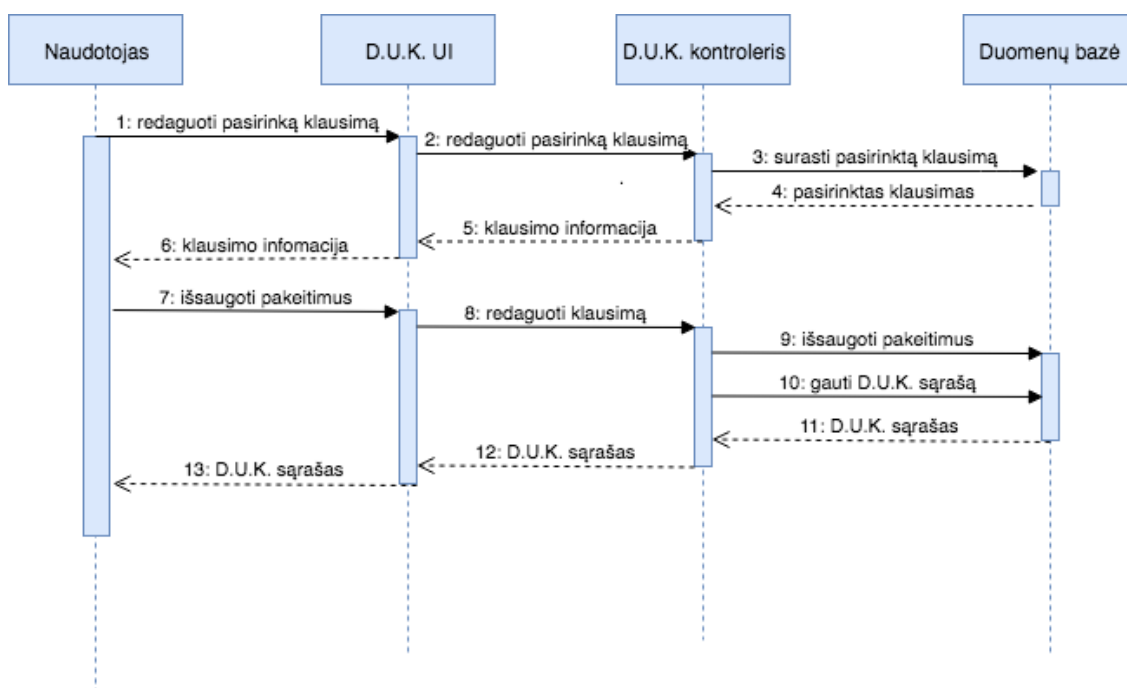 Naudotojas
D.U.K. UI
D.U.K. kontroleris
Duomenų bazė
1: redaguoti pasirinką klausimą
2: redaguoti pasirinką klausimą
3: surasti pasirinktą klausimą
4: pasirinktas klausimas
5: klausimo informacija
6: klausimo infomacija
7: išsaugoti pakeitimus
8: redaguoti klausimą
9: išsaugoti pakeitimus
10: gauti D.U.K. sąrašą
11: D.U.K. sąrašas
12: D.U.K. sąrašas
13: D.U.K. sąrašas